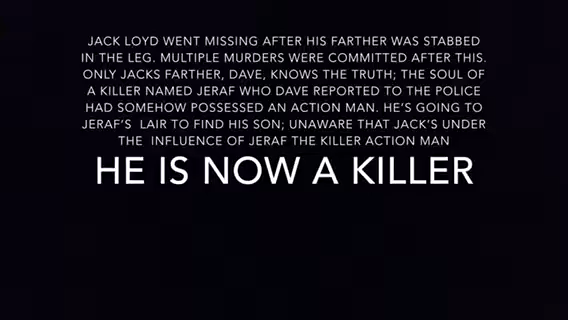 JACK LOYD WENT MISSING AFTER HIS FARTHER WAS STABBED
IN THE LEG. MULTIPLE MURDERS WERE COMMITTED AFTER THIS.
ONLY JACKS FARTHER, DAVE, KNOWS THE TRUTH; THE SOUL OF
A KILLER NAMED JERAF WHO DAVE REPORTED TO THE POLICE
HAD SOMEHOW POSSESSED AN ACTION MAN. HE'S GOING TO
JERAF'S LAIR TO FIND HIS SON; UNAWARE THAT JACK'S UNDER
THE INFLUENCE OF JERAF THE KILLER ACTION MAN
HE IS NOW A KILLER